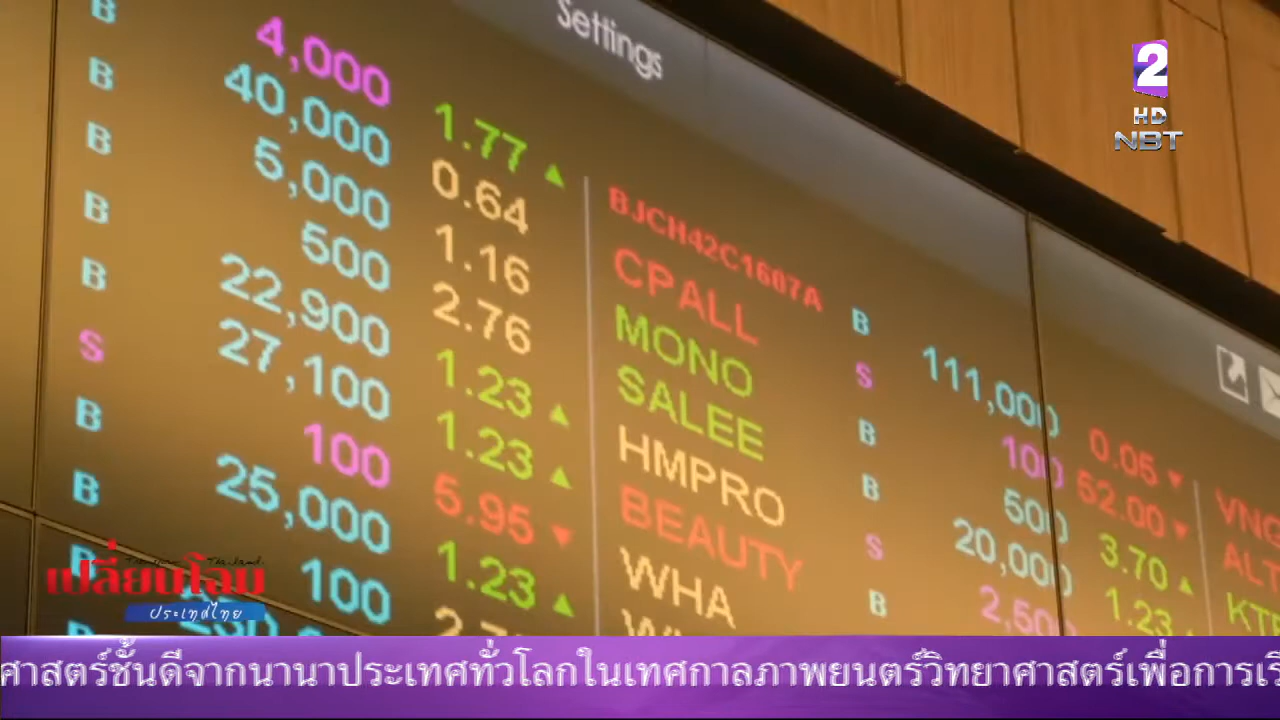 Settings
2
HD
NBT
B 4,000 1.77 ▲
B 40,000 0.64
B 5,000 1.16
B 500 2.76
B 22,900 1.23 ▲
S 27,100 1.23 ▲
B 100 5.95 ▼
B 25,000 1.23 ▲
B 100
BJCH42C1607A B 111,000 0.05 ▼
CPALL S 100 52.00 ▼
MONO B 500 3.70 ▲
SALEE B 20,000 1.23
HMPRO S 2,500
BEAUTY B
WHA
VNG
ALT
เปลี่ยนโฉม
ประเทศไทย
ศาสตร์ชั้นดีจากนานาประเทศทั่วโลกในเทศกาลภาพยนตร์วิทยาศาสตร์เพื่อการเรี